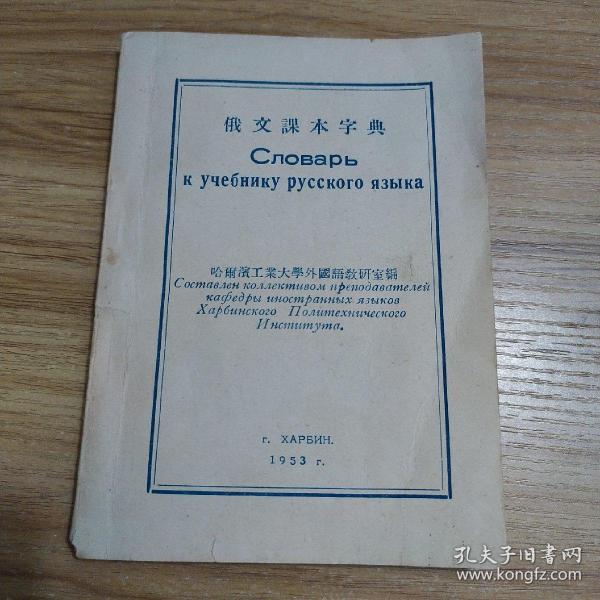 俄文課本字典
Словарь
к учебнику русского языка
哈爾濱工業大學外國語教研室編
Составлен коллективом преподавателей
кафедры иностранных языков
Харбинского Политехнического
Института.
г. ХАРБИН.
1953 г.
孔夫子旧书网
www.kongfz.com